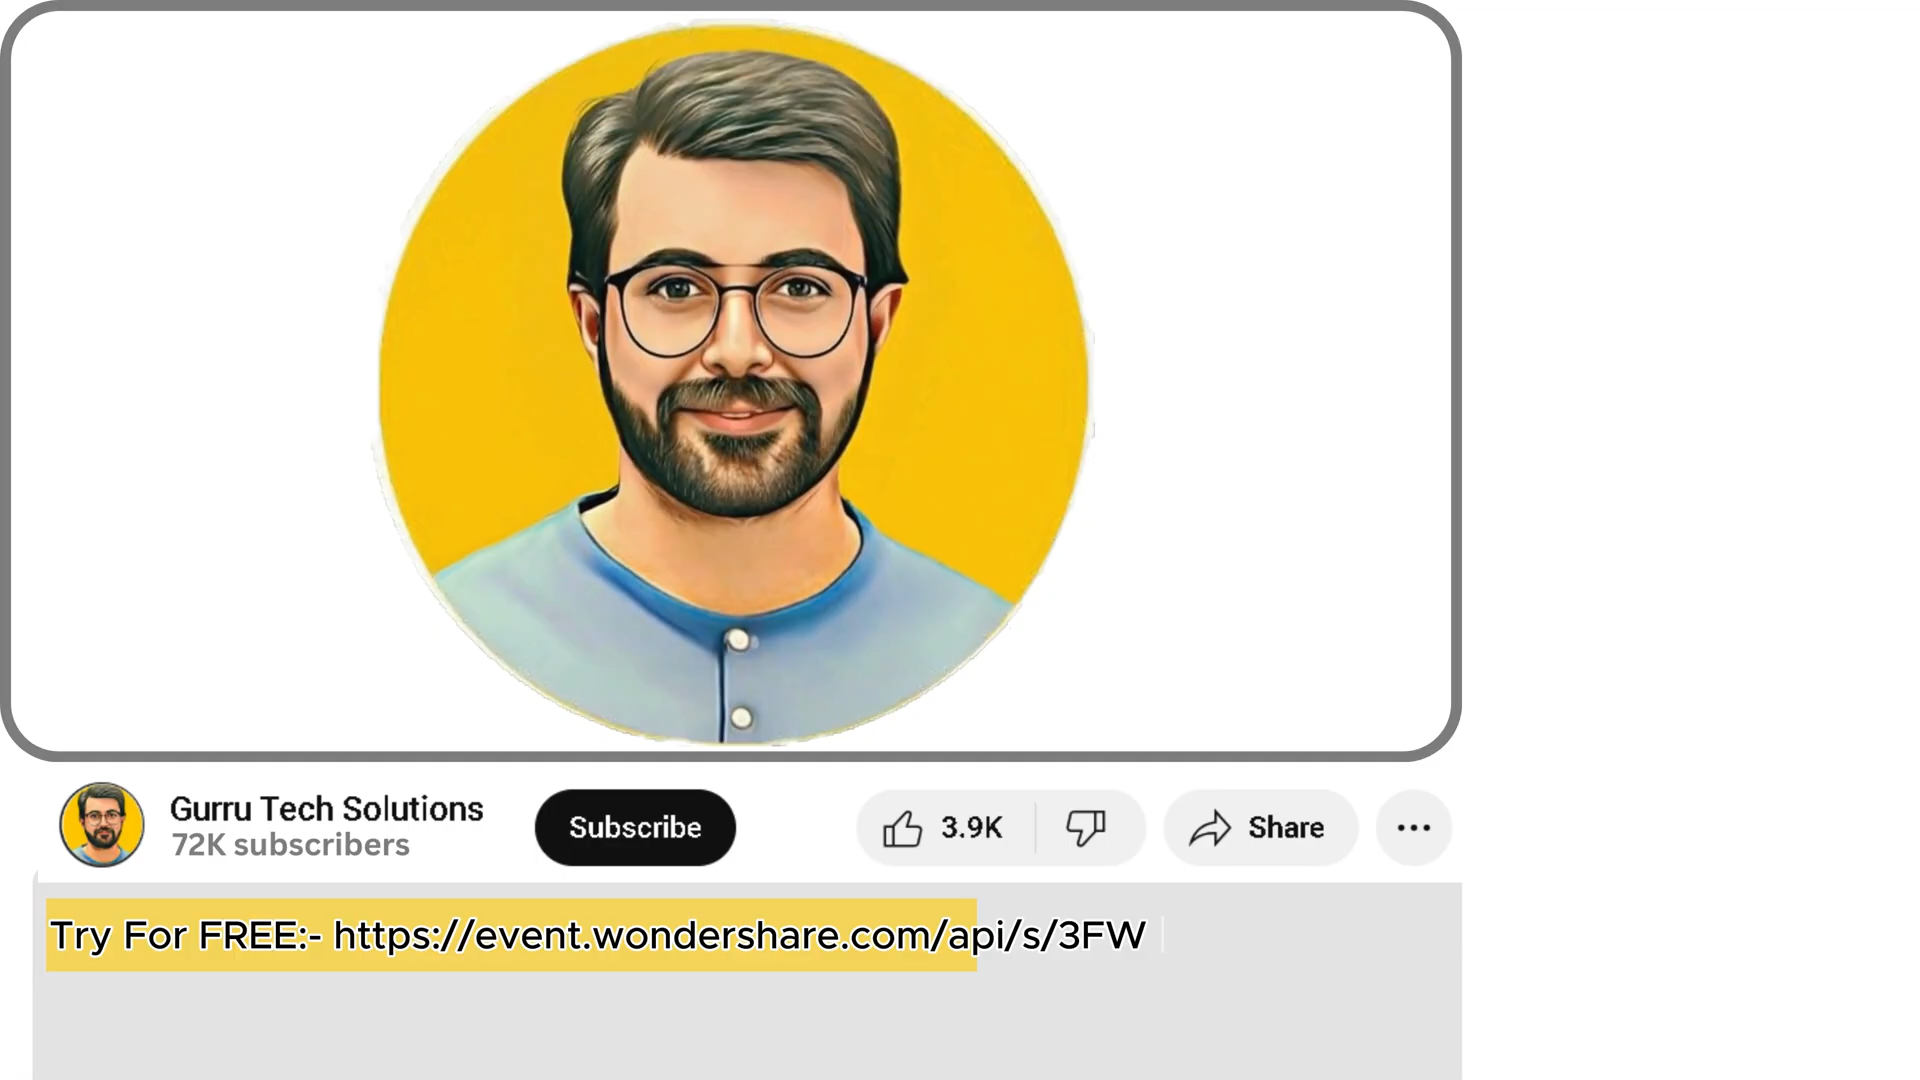 Gurru Tech Solutions
72K subscribers
Subscribe
3.9K
Share
Try For FREE:- https://event.wondershare.com/api/s/3FW